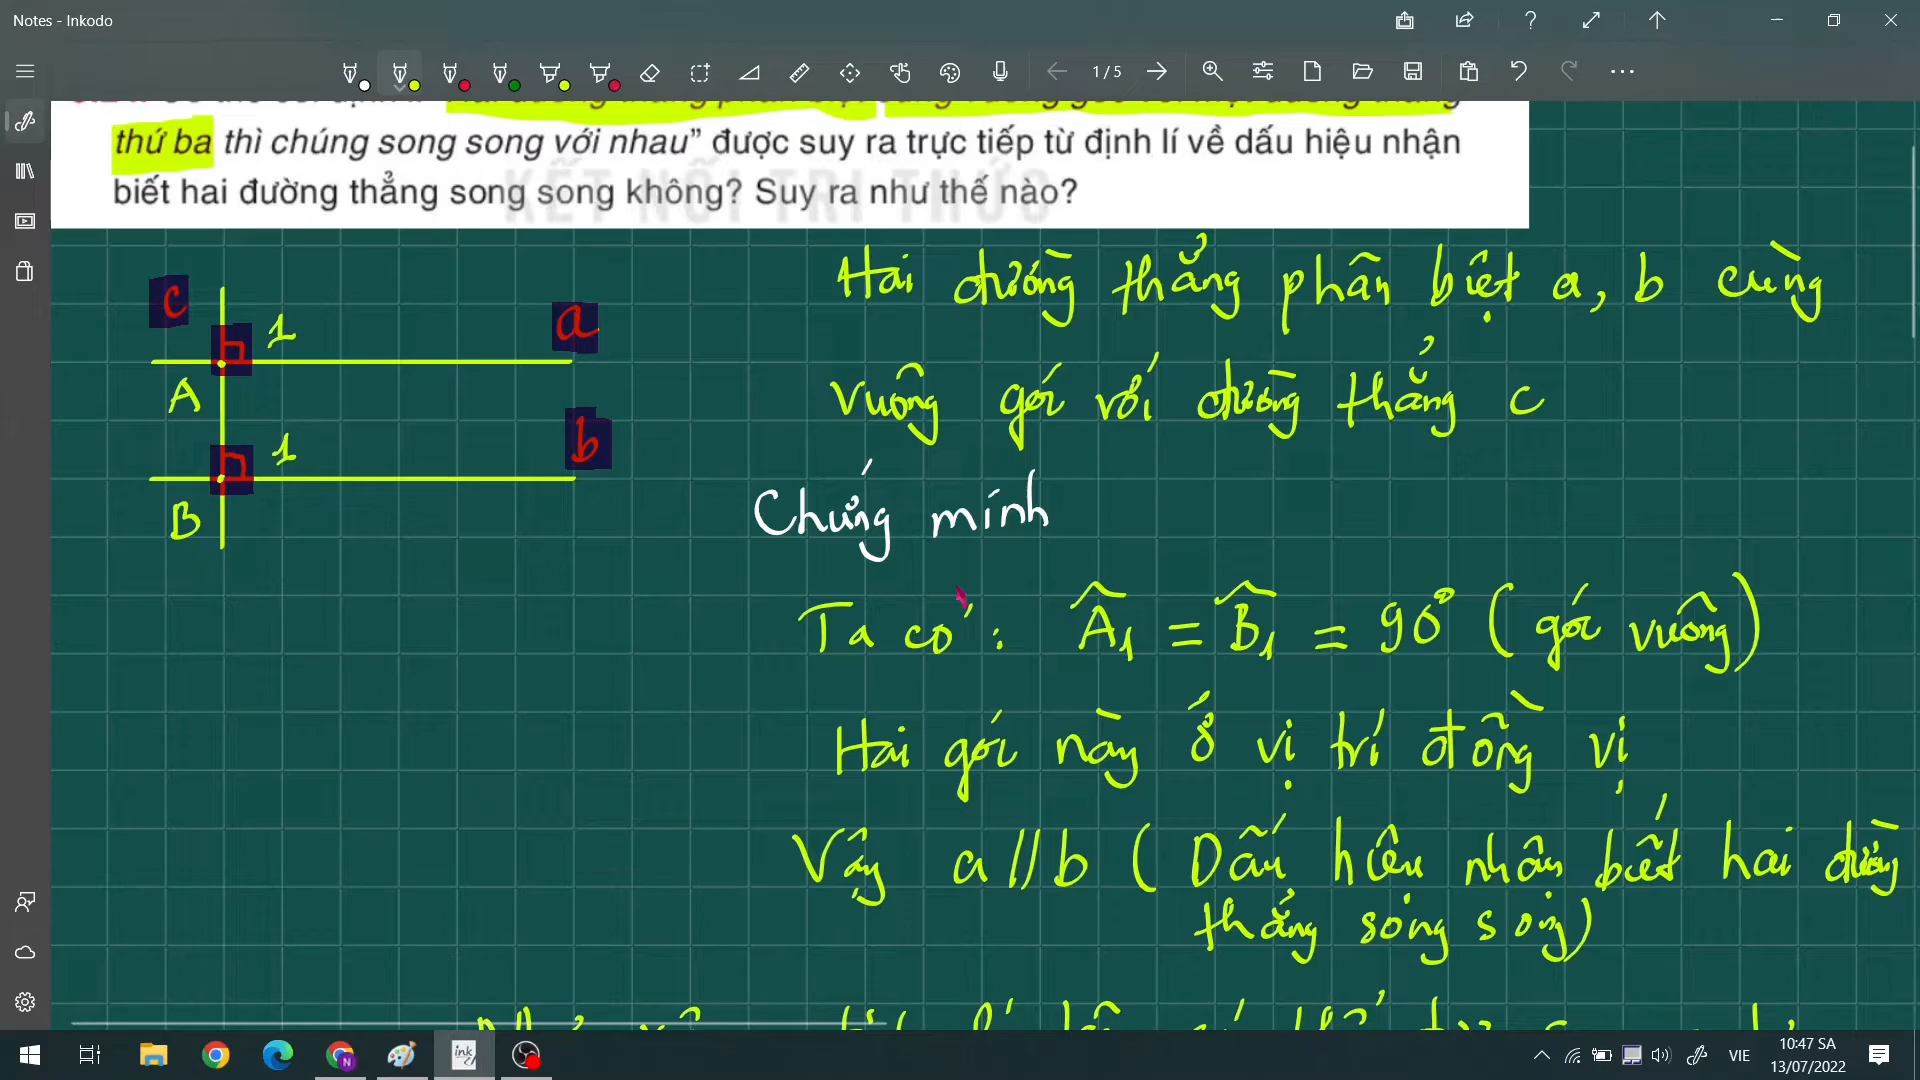 Notes - Inkodo
1 / 5
thứ ba thì chúng song song với nhau” được suy ra trực tiếp từ định lí về dấu hiệu nhận
biết hai đường thẳng song song không? Suy ra như thế nào?
KẾT NỐI TRI THỨC
Hai đường thẳng phân biệt a, b cùng
vuông góc với đường thẳng c
c
1
a
A
1
b
B
Chứng minh
Ta có: Â₁ = B̂₁ = 90° (góc vuông)
Hai góc này ở vị trí đồng vị
Vậy a // b ( Dấu hiệu nhận biết hai đường
thẳng song song)
VIE
10:47 SA
13/07/2022